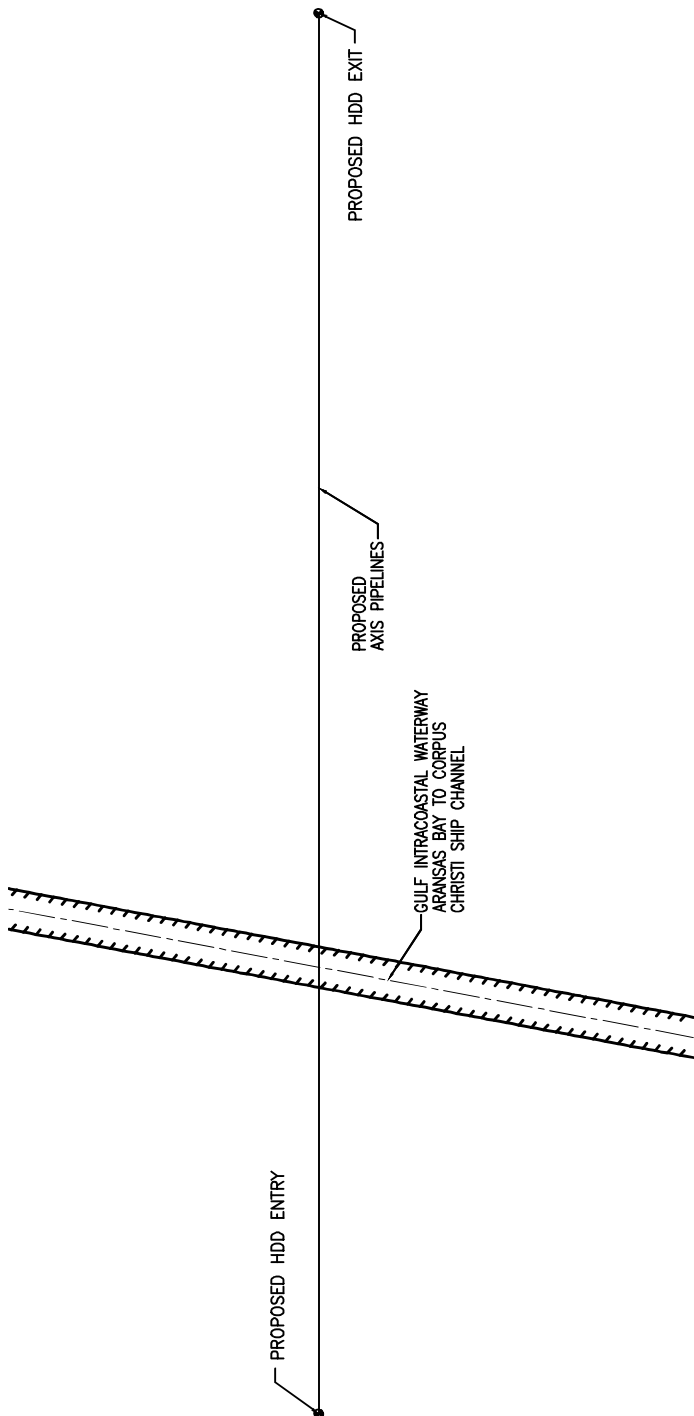 PROPOSED HDD ENTRY
GULF INTRACOASTAL WATERWAY
ARANSAS BAY TO CORPUS
CHRISTI SHIP CHANNEL
PROPOSED
AXIS PIPELINES
PROPOSED HDD EXIT